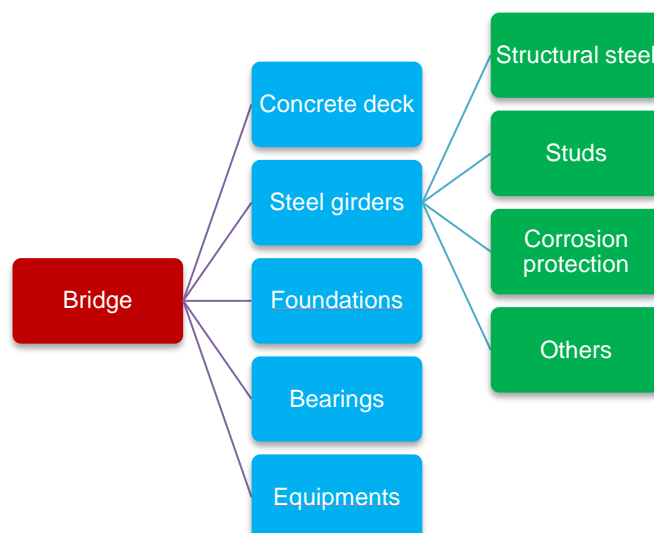 Bridge
Concrete deck
Steel girders
Foundations
Bearings
Equipments
Structural steel
Studs
Corrosion
protection
Others